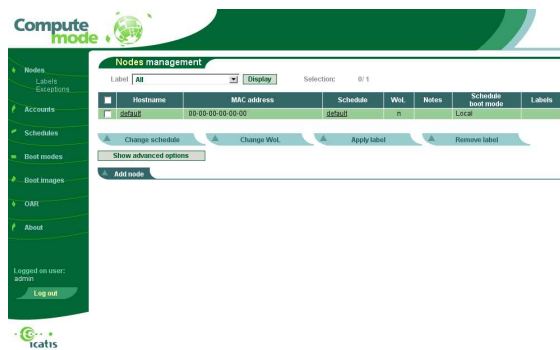 Compute
mode
Nodes management
Nodes
Labels
Exceptions
Accounts
Schedules
Boot modes
Boot images
OAR
About
Logged on user:
admin
Log out
icatis
Label All Display Selection: 0/ 1
Hostname MAC address Schedule WoL Notes Schedule boot mode Labels
default 00-00-00-00-00-00 default n Local
Change schedule Change WoL Apply label Remove label
Show advanced options
Add node